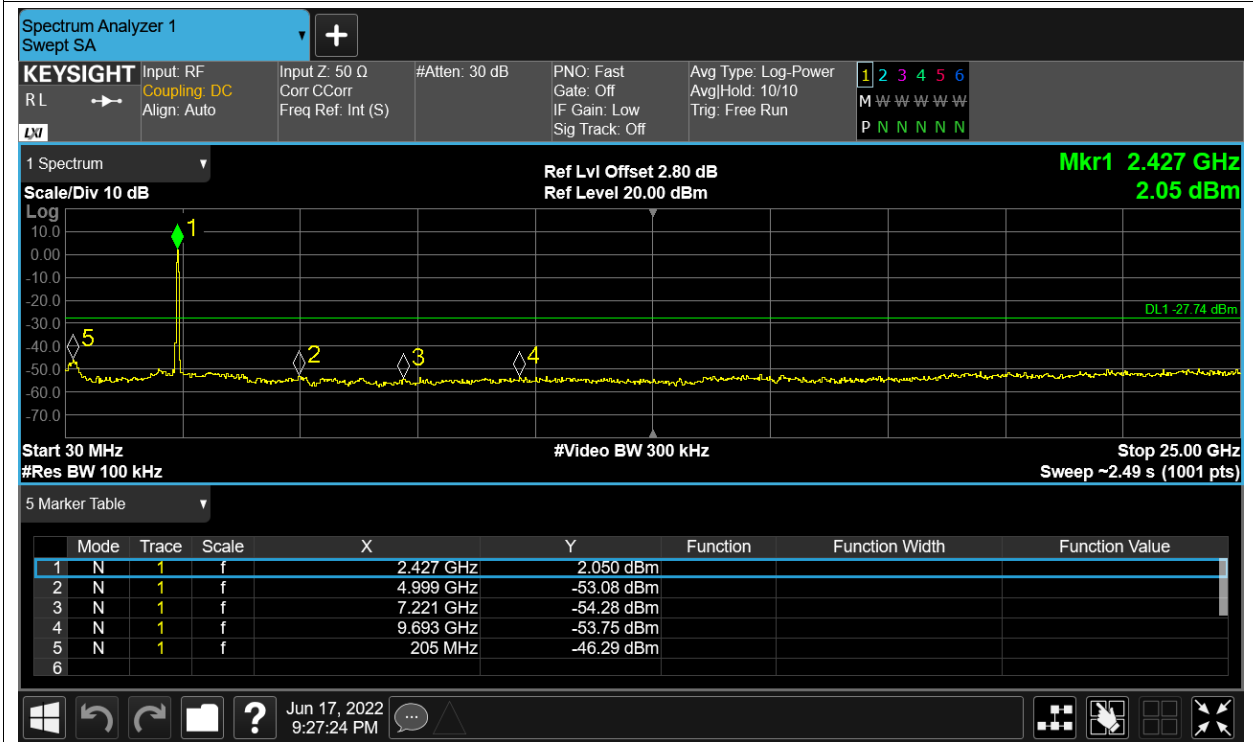 Spectrum Analyzer 1
Swept SA
+
KEYSIGHT Input: RF Input Z: 50 Ω #Atten: 30 dB PNO: Fast Avg Type: Log-Power 1 2 3 4 5 6
R L Coupling: DC Corr CCorr Gate: Off Avg|Hold: 10/10 M W W W W W
Align: Auto Freq Ref: Int (S) IF Gain: Low Trig: Free Run
LXI Sig Track: Off P N N N N N
1 Spectrum Ref Lvl Offset 2.80 dB Mkr1 2.427 GHz
Scale/Div 10 dB Ref Level 20.00 dBm 2.05 dBm
Log
1
10.0
0.00
-10.0
-20.0
DL1 -27.74 dBm
-30.0
5
-40.0
2 3 4
-50.0
-60.0
-70.0
Start 30 MHz #Video BW 300 kHz Stop 25.00 GHz
#Res BW 100 kHz Sweep ~2.49 s (1001 pts)
5 Marker Table
Mode Trace Scale X Y Function Function Width Function Value
1 N 1 f 2.427 GHz 2.050 dBm
2 N 1 f 4.999 GHz -53.08 dBm
3 N 1 f 7.221 GHz -54.28 dBm
4 N 1 f 9.693 GHz -53.75 dBm
5 N 1 f 205 MHz -46.29 dBm
6
? Jun 17, 2022
9:27:24 PM